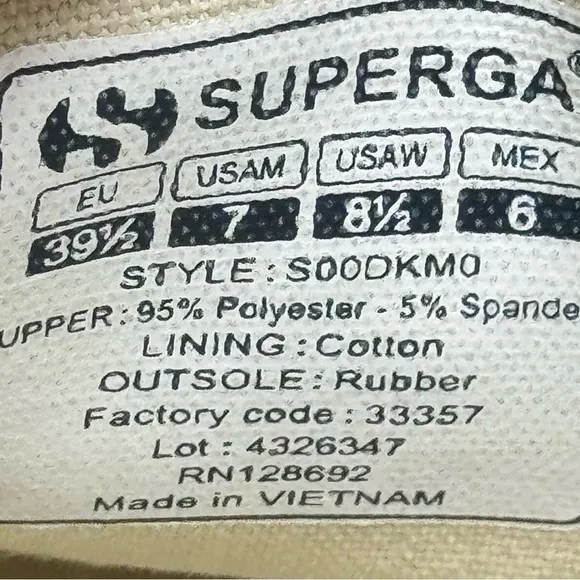 SUPERGA®
EU USAM USAW MEX
39½ 7 8½ 6
STYLE : S00DKM0
UPPER : 95% Polyester - 5% Spande
LINING : Cotton
OUTSOLE : Rubber
Factory code : 33357
Lot : 4326347
RN128692
Made in VIETNAM